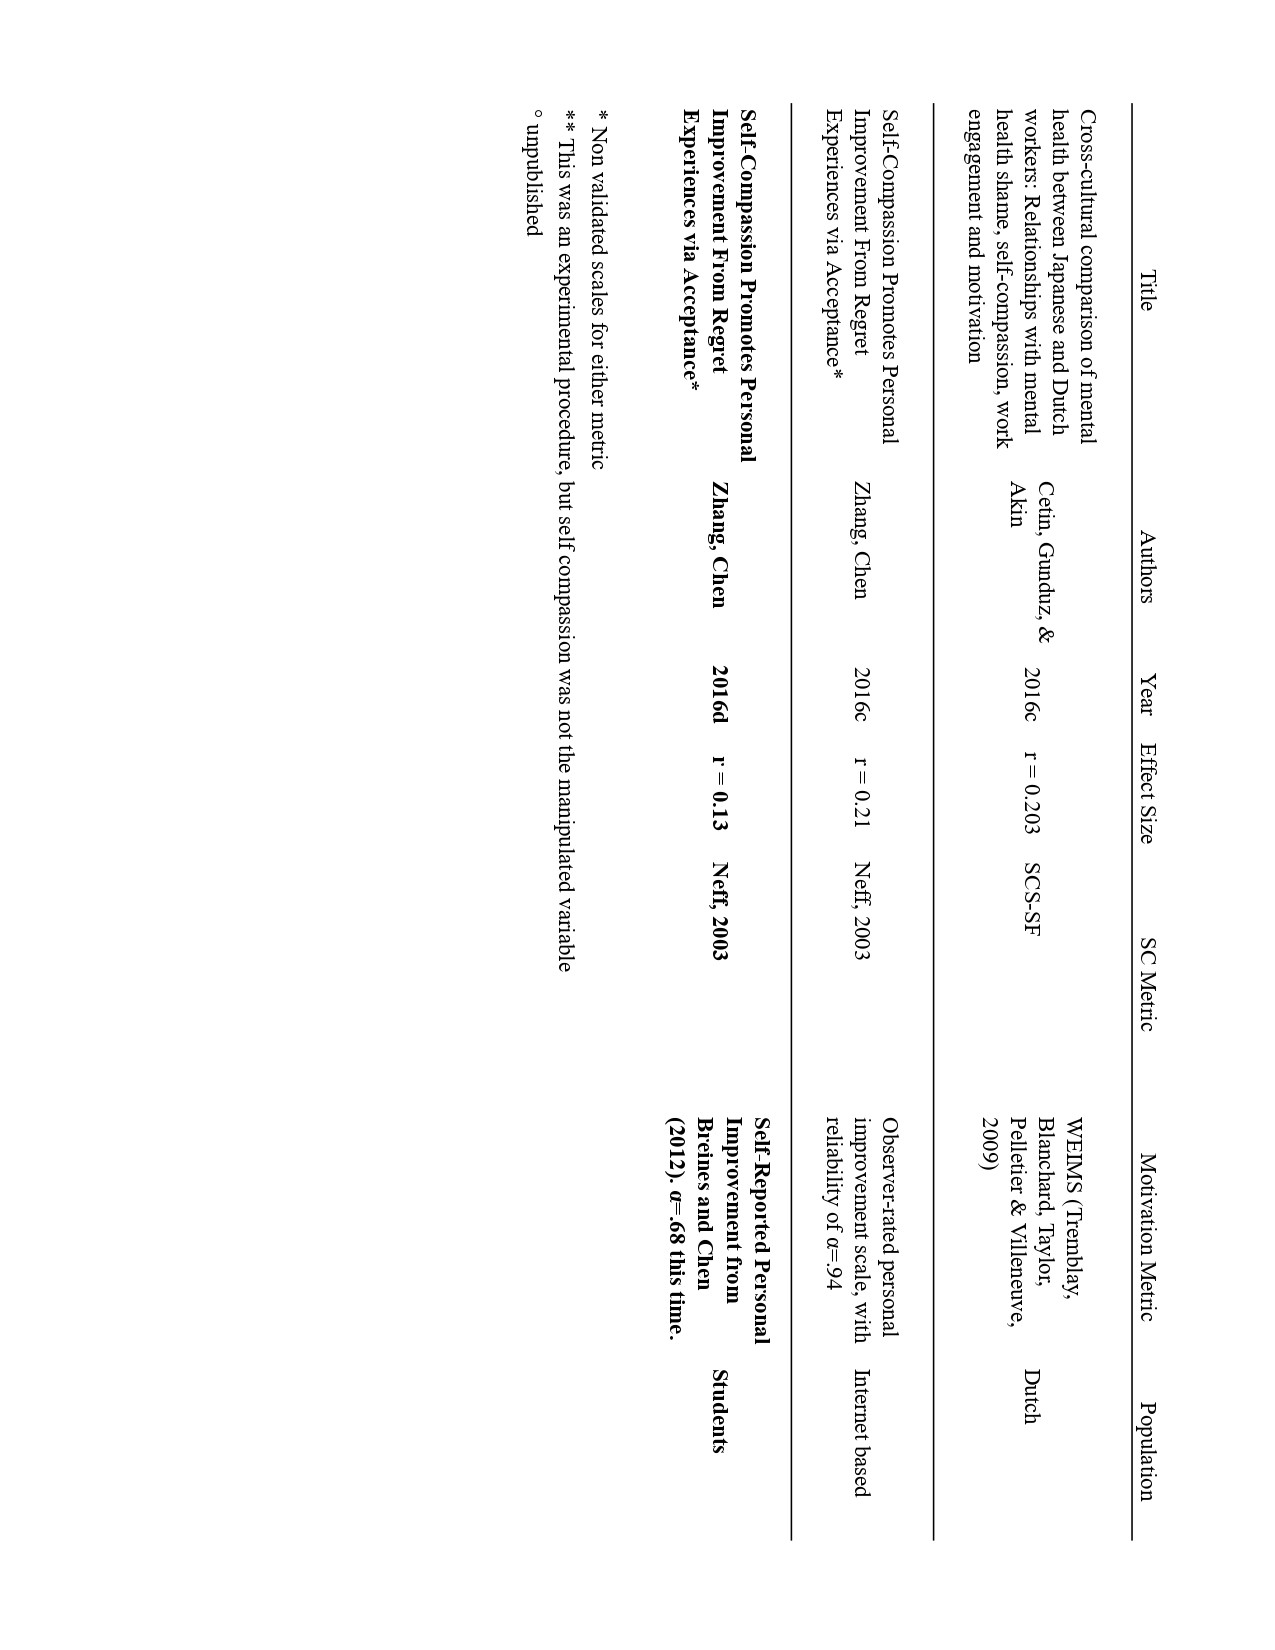 Title Authors Year Effect Size SC Metric Motivation Metric Population
Cross-cultural comparison of mental
health between Japanese and Dutch
workers: Relationships with mental
health shame, self-compassion, work
engagement and motivation
Cetin, Gunduz, &
Akin
2016c
r = 0.203
SCS-SF
WEIMS (Tremblay,
Blanchard, Taylor,
Pelletier & Villeneuve,
2009)
Dutch
Self-Compassion Promotes Personal
Improvement From Regret
Experiences via Acceptance*
Zhang, Chen
2016c
r = 0.21
Neff, 2003
Observer-rated personal
improvement scale, with
reliability of α=.94
Internet based
Self-Compassion Promotes Personal
Improvement From Regret
Experiences via Acceptance*
Zhang, Chen
2016d
r = 0.13
Neff, 2003
Self-Reported Personal
Improvement from
Breines and Chen
(2012). α=.68 this time.
Students
* Non validated scales for either metric
** This was an experimental procedure, but self compassion was not the manipulated variable
° unpublished